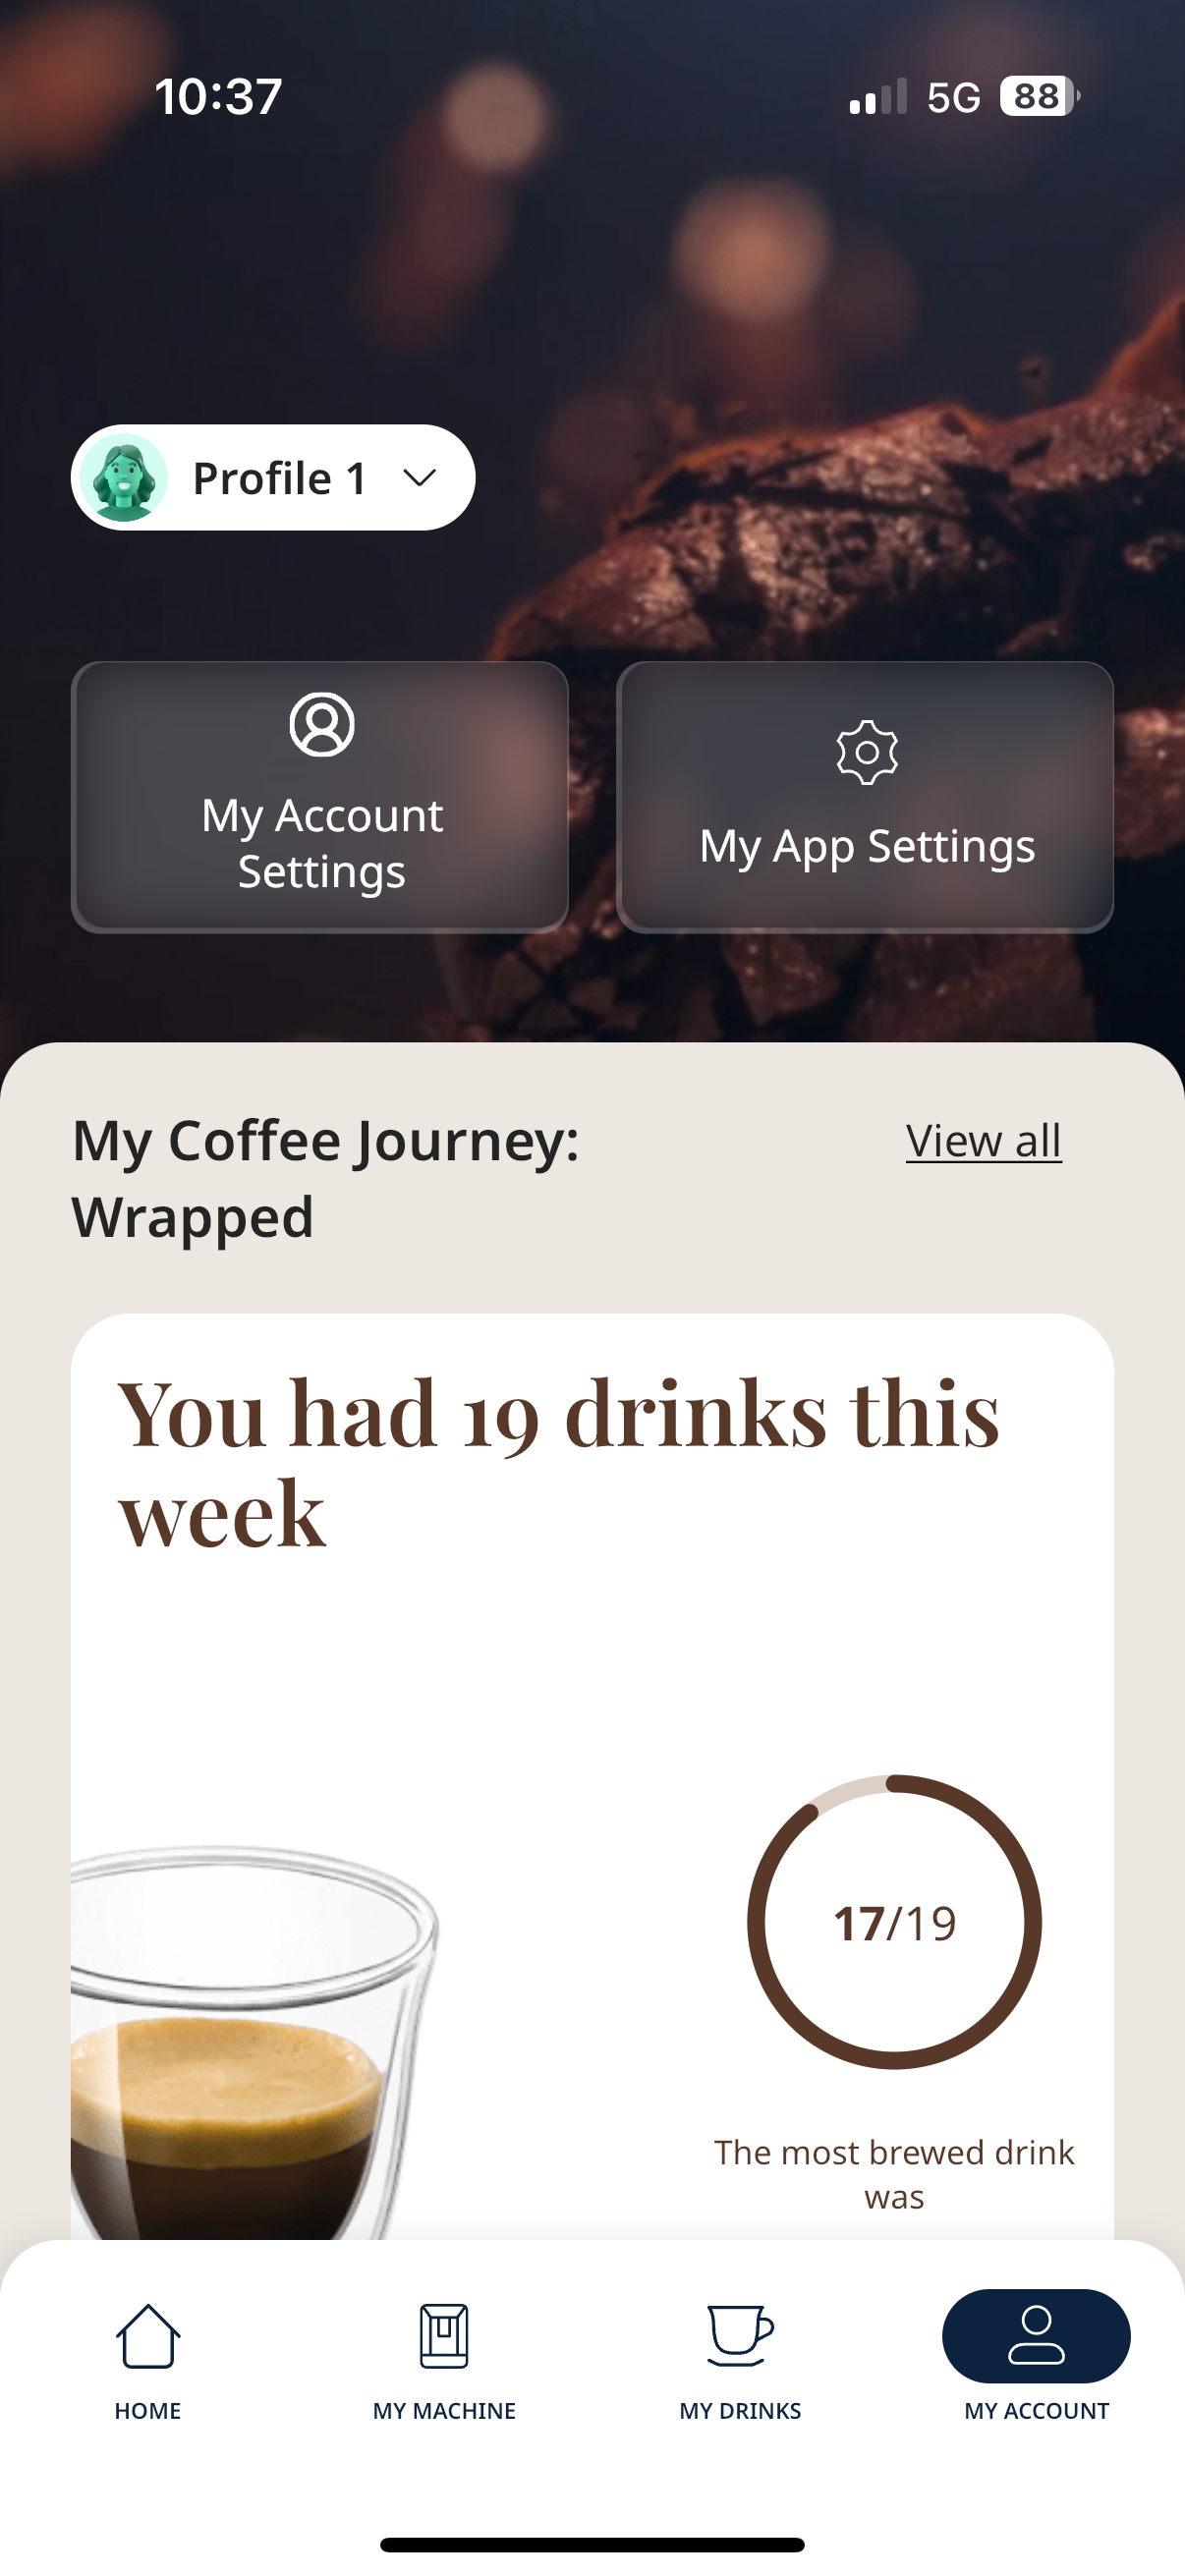 10:37
5G 88
Profile 1
My Account
Settings
My App Settings
My Coffee Journey:
Wrapped
View all
You had 19 drinks this
week
17/19
The most brewed drink
was
HOME
MY MACHINE
MY DRINKS
MY ACCOUNT